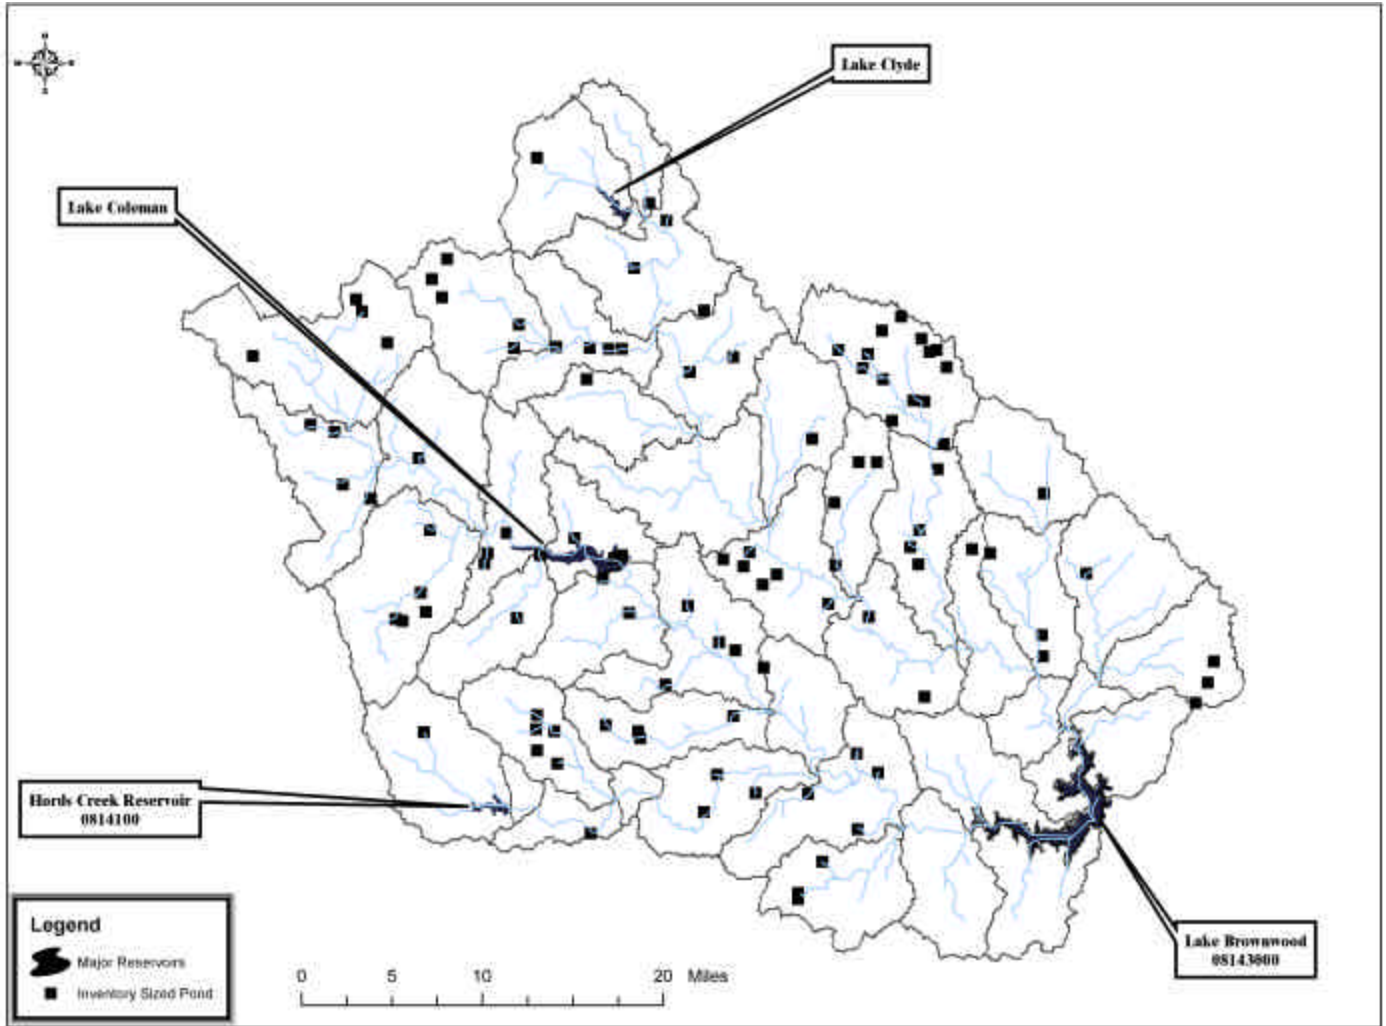 N
W E
S
Lake Clyde
Lake Coleman
Hords Creek Reservoir
0814100
Lake Brownwood
08143000
Legend
Major Reservoirs
Inventory Sized Pond
0 5 10 20 Miles